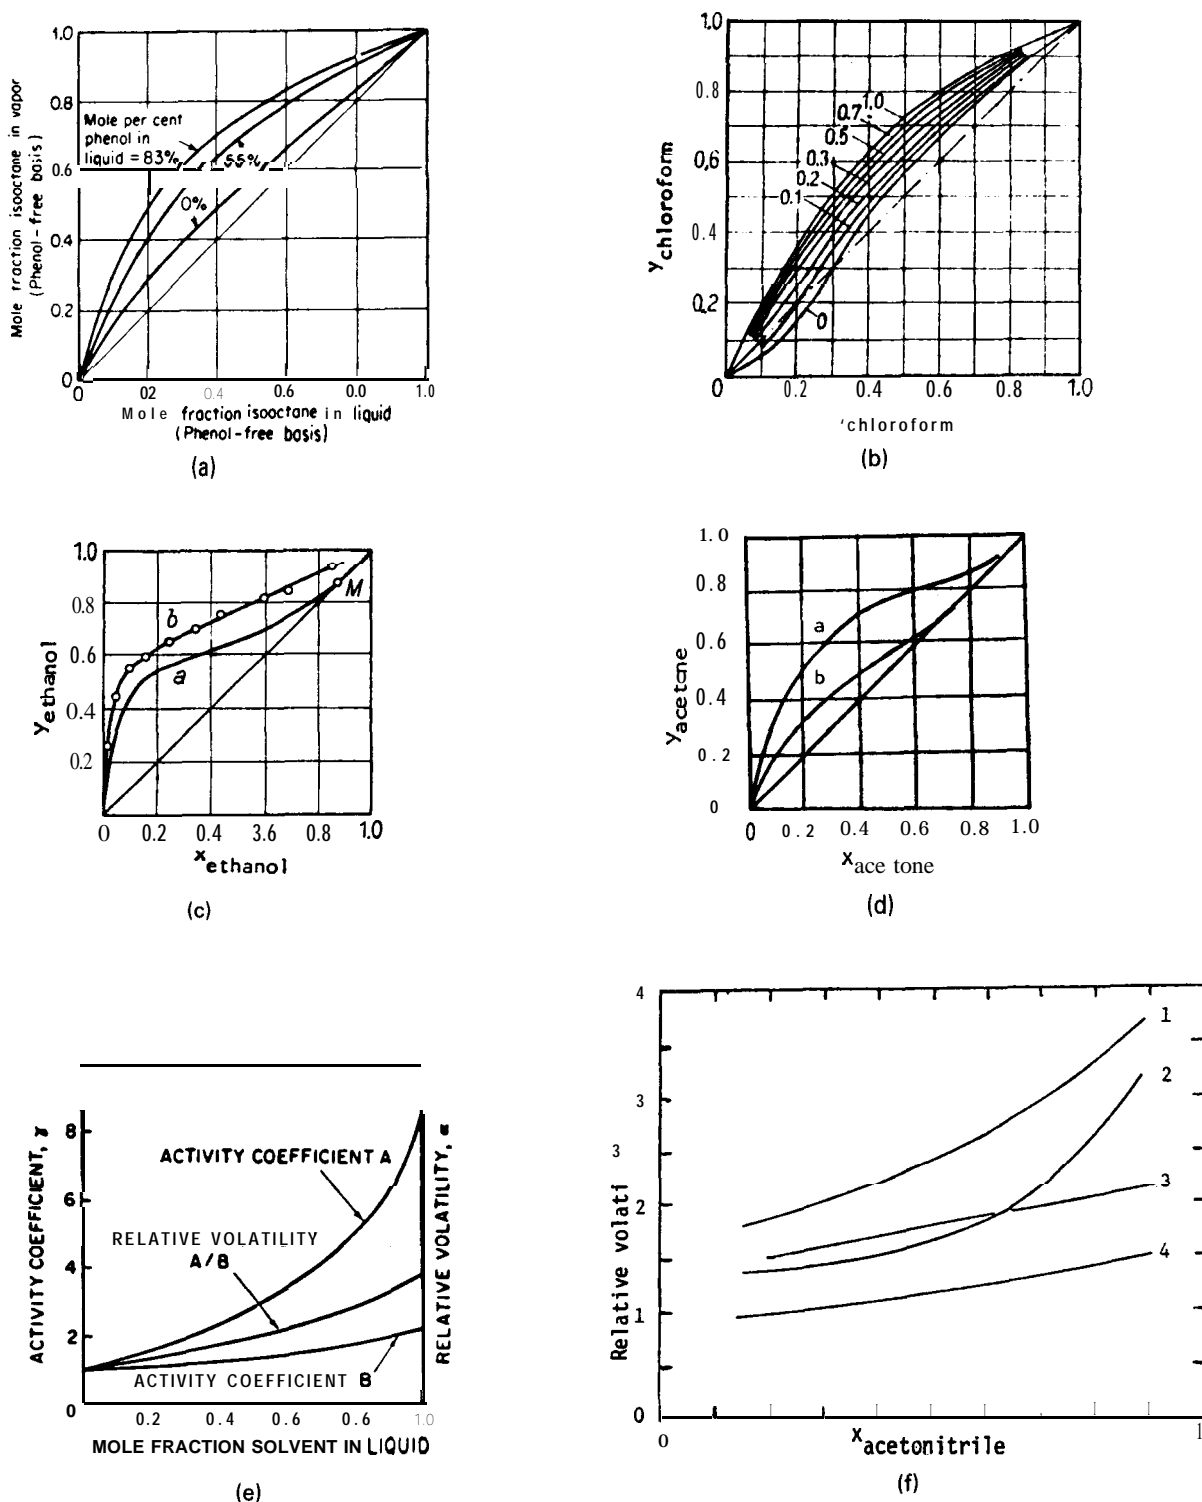 1.0
0.8
0.6
0.4
0.2
0
Mole fraction isooctane in vapor
(Phenol-free basis)
Mole per cent
phenol in
liquid = 83%
55%
0%
0 02 0.4 0.6 0.0 1.0
Mole fraction isooctane in liquid
(Phenol-free basis)
(a)
1.0
0.8
0.6
0.4
0.2
0
y chloroform
1.0
0.7
0.5
0.3
0.2
0.1
0
0.2 0.4 0.6 0.8 1.0
'chloroform
(b)
1.0
0.8
0.6
0.4
0.2
yethanol
b
a
M
0 0.2 0.4 3.6 0.8 1.0
xethanol
(c)
1.0
0.8
0.6
0.4
0.2
0
yacetone
a
b
0 0.2 0.4 0.6 0.8 1.0
xace tone
(d)
8
6
4
2
0
ACTIVITY COEFFICIENT, γ
ACTIVITY COEFFICIENT A
RELATIVE VOLATILITY
A/B
ACTIVITY COEFFICIENT B
RELATIVE VOLATILITY, α
0.2 0.4 0.6 0.6 1.0
MOLE FRACTION SOLVENT IN LIQUID
(e)
4
3
2
1
0
3
Relative volati
1
2
3
4
0 xacetonitrile 1
(f)